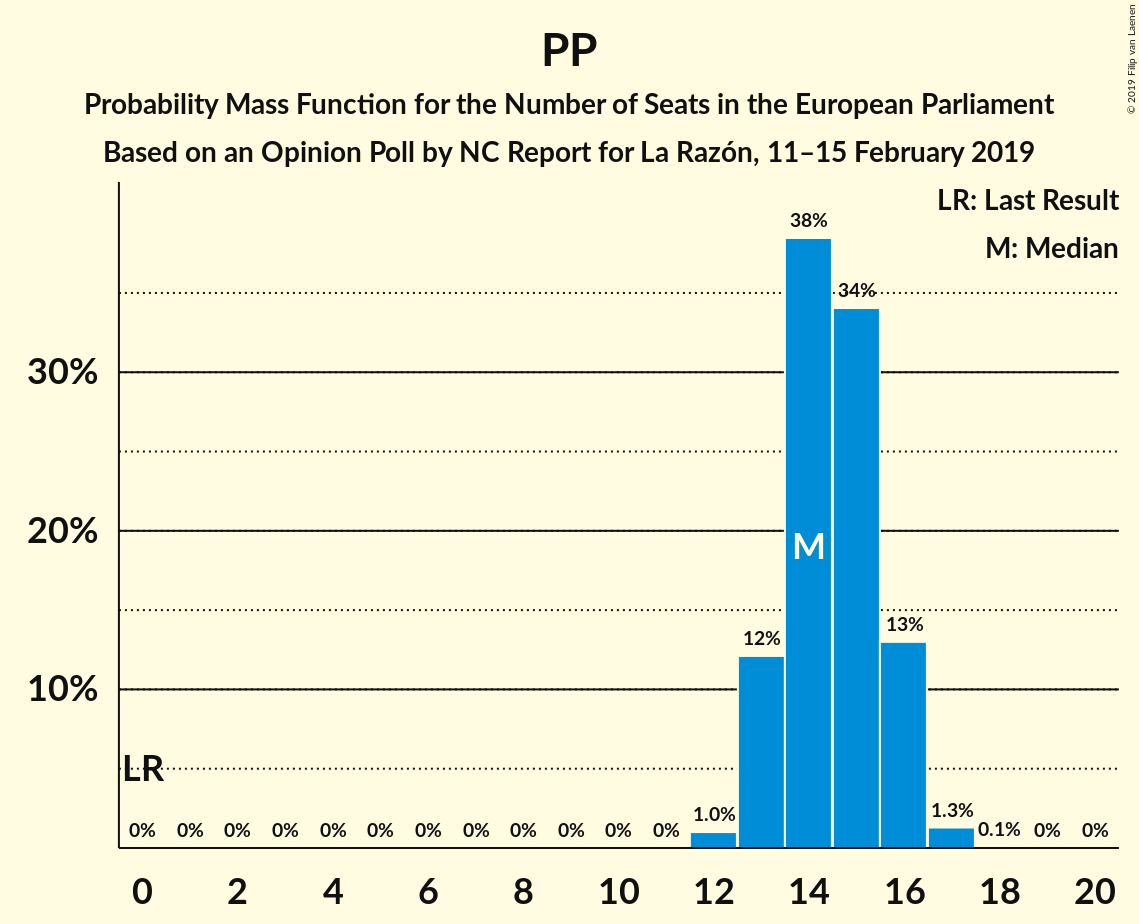 PP
Probability Mass Function for the Number of Seats in the European Parliament
Based on an Opinion Poll by NC Report for La Razón, 11–15 February 2019
© 2019 Filip van Laenen
LR: Last Result
M: Median
38%
34%
30%
20%
M
13%
12%
10%
LR
1.3%
1.0%
0% 0% 0% 0% 0% 0% 0% 0% 0% 0% 0% 0% 0.1% 0% 0%
0 2 4 6 8 10 12 14 16 18 20